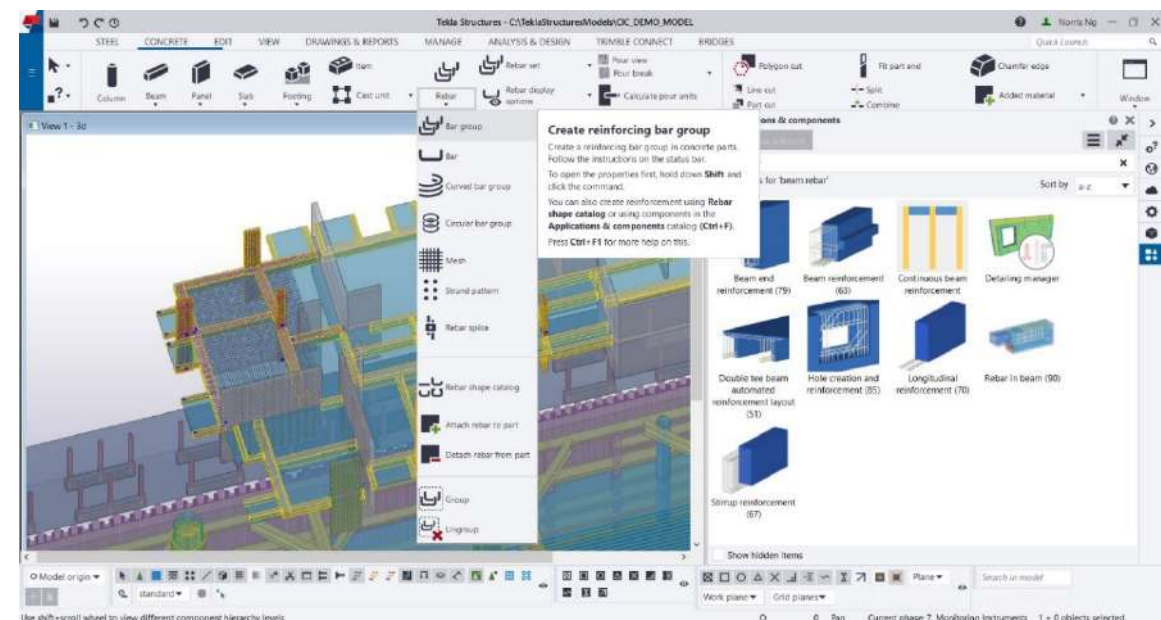 Tekla Structures - C:\TeklaStructuresModels\CIC_DEMO_MODEL
Norris Ng
STEEL CONCRETE EDIT VIEW DRAWINGS & REPORTS MANAGE ANALYSIS & DESIGN TRIMBLE CONNECT BRIDGES
Quick Launch
Column
Beam
Panel
Slab
Footing
Item
Cast unit
Rebar
Rebar set
Rebar display
options
Pour view
Pour break
Calculate pour units
Polygon cut
Line cut
Part cut
Fit part end
Split
Combine
Chamfer edge
Added material
Window
View 1 - 3d
Bar group
Bar
Curved bar group
Circular bar group
Mesh
Strand pattern
Rebar splice
Rebar shape catalog
Attach rebar to part
Detach rebar from part
Group
Ungroup
Create reinforcing bar group
Create a reinforcing bar group in concrete parts.
Follow the instructions on the status bar.
To open the properties first, hold down Shift and
click the command.
You can also create reinforcement using Rebar
shape catalog or using components in the
Applications & components catalog (Ctrl+F).
Press Ctrl+F1 for more help on this.
& components
for 'beam rebar'
Sort by a-z
Beam end
reinforcement (79)
Beam reinforcement
(63)
Continuous beam
reinforcement
Detailing manager
Double tee beam
automated
reinforcement layout
(51)
Hole creation and
reinforcement (85)
Longitudinal
reinforcement (70)
Rebar in beam (90)
Stirrup reinforcement
(67)
Show hidden items
Model origin
standard
Plane
Search in model
Work plane
Grid planes
Use shift+scroll wheel to view different component hierarchy levels
O 0 Pan Current phase: 7, Monitoring Instruments 1 + 0 objects selected